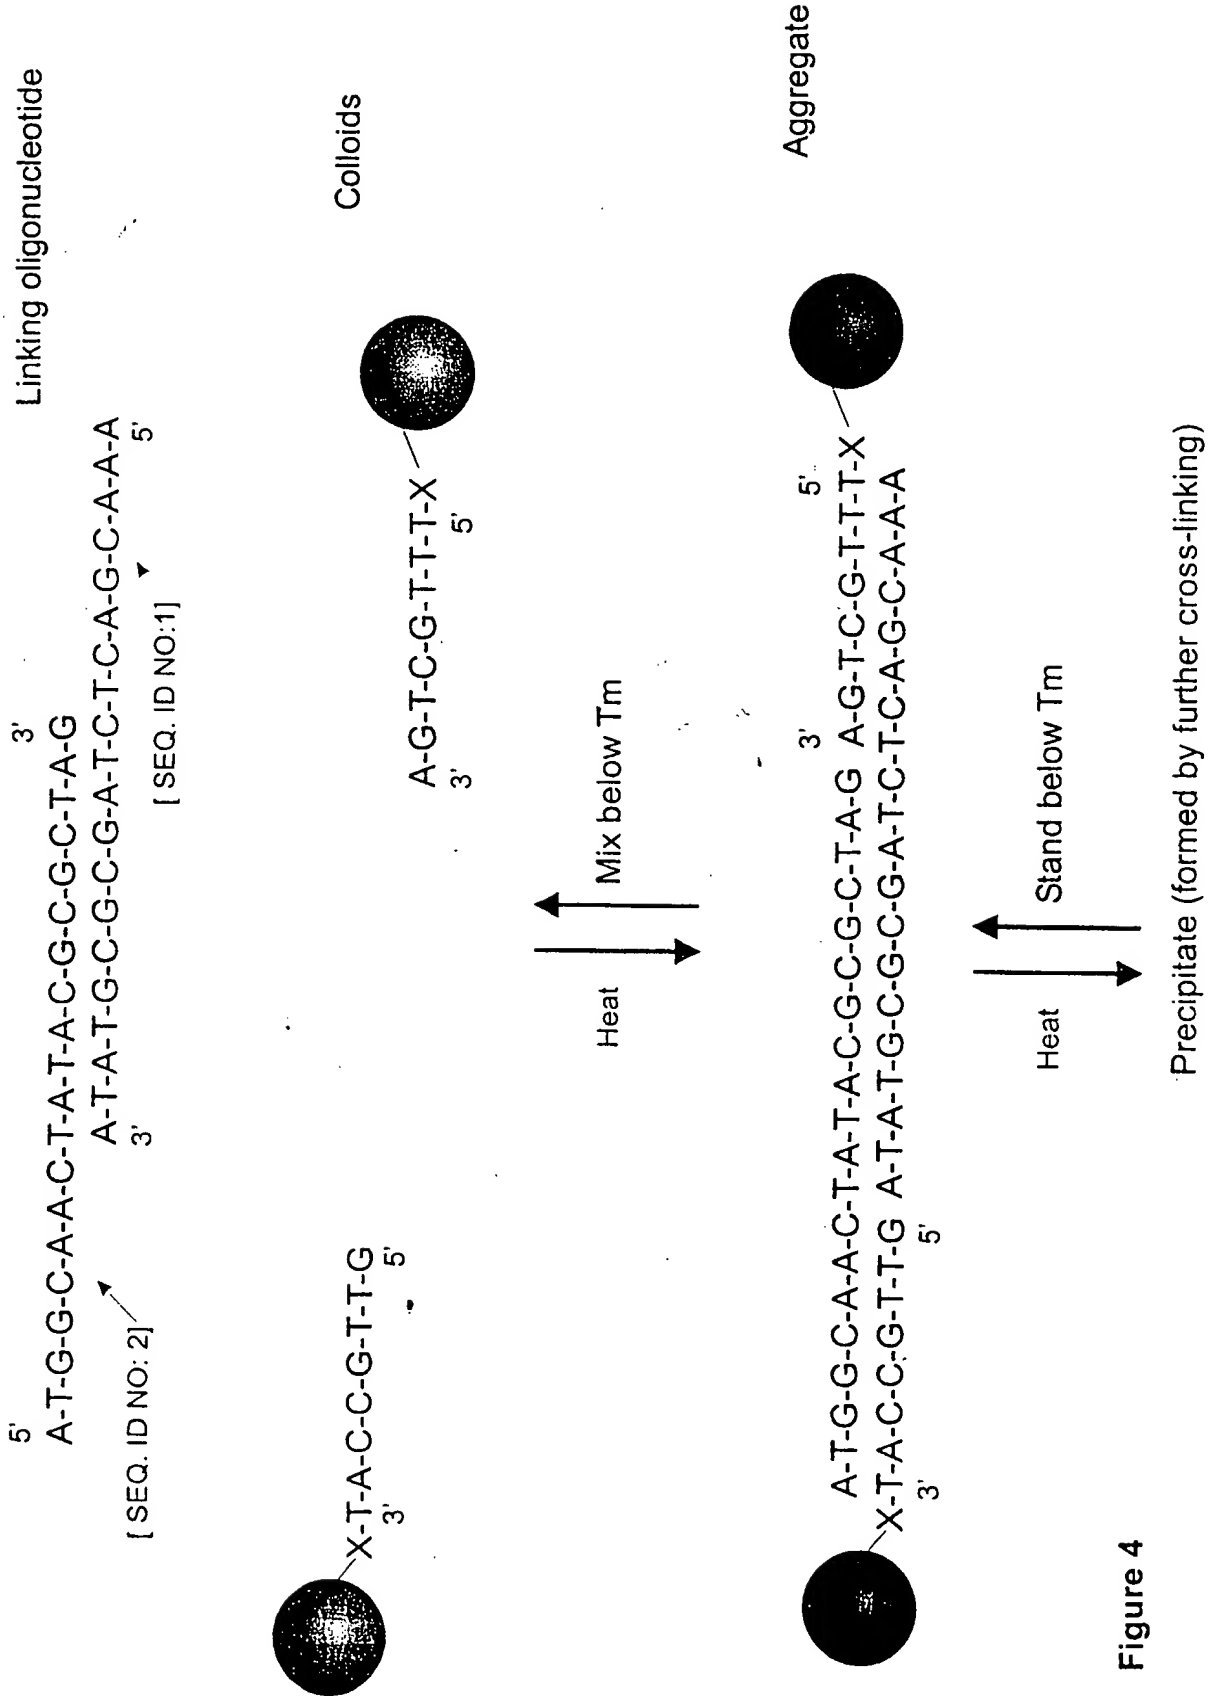 Linking oligonucleotide
5' 3'
A-T-G-G-C-A-A-C-T-A-T-A-C-G-C-G-C-T-A-G
A-T-A-T-G-C-G-C-G-A-T-C-T-C-A-G-C-A-A-A
3' 5'
[SEQ. ID NO: 2]
[SEQ. ID NO:1]
Colloids
X-T-A-C-C-G-T-T-G
3' 5'
A-G-T-C-G-T-T-T-X
3' 5'
Heat
Mix below Tm
Aggregate
3' 5'
A-T-G-G-C-A-A-C-T-A-T-A-C-G-C-G-C-T-A-G A-G-T-C-G-T-T-T-X
X-T-A-C-C-G-T-T-G A-T-A-T-G-C-G-C-G-A-T-C-T-C-A-G-C-A-A-A
3' 5'
Heat
Stand below Tm
Precipitate (formed by further cross-linking)
Figure 4